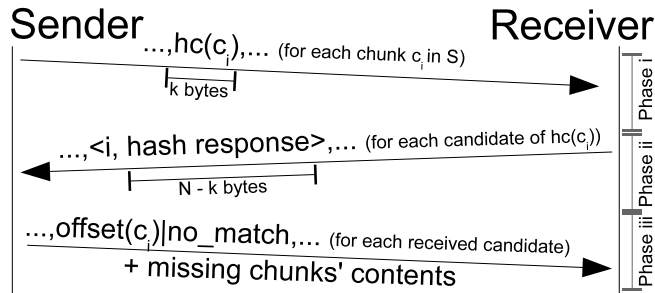 Sender
Receiver
...,hc(ci),... (for each chunk ci in S)
k bytes
Phase i
...,<i, hash response>,... (for each candidate of hc(ci))
N - k bytes
Phase ii
...,offset(ci)|no_match,... (for each received candidate)
+ missing chunks' contents
Phase iii